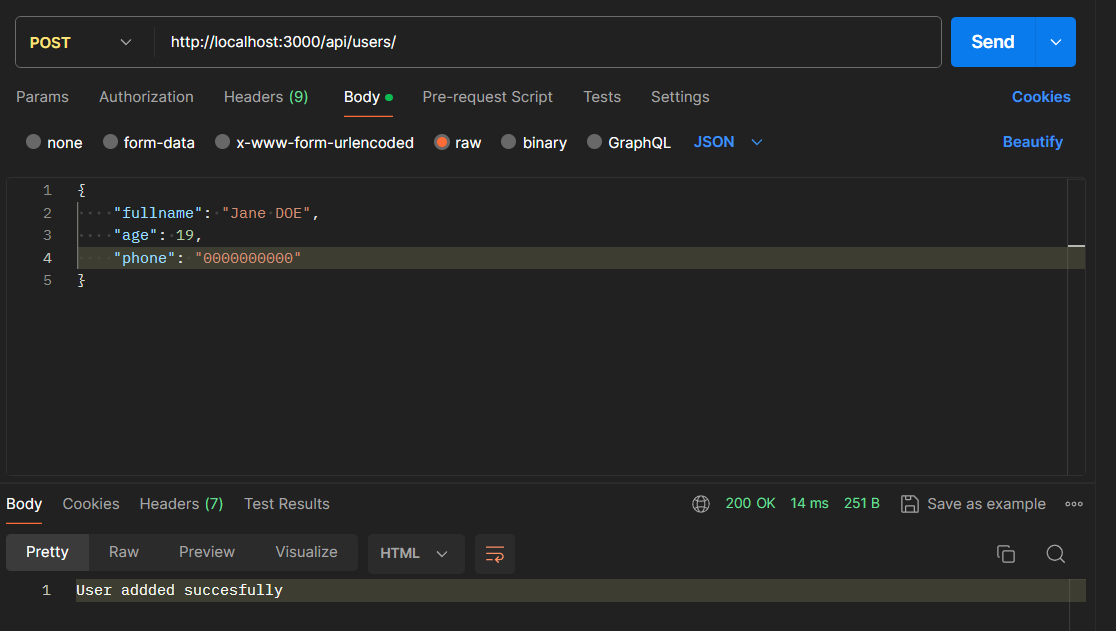 POST http://localhost:3000/api/users/ Send
Params Authorization Headers (9) Body Pre-request Script Tests Settings Cookies
none form-data x-www-form-urlencoded raw binary GraphQL JSON Beautify
1 {
2 "fullname": "Jane DOE",
3 "age": 19,
4 "phone": "0000000000"
5 }
Body Cookies Headers (7) Test Results 200 OK 14 ms 251 B Save as example
Pretty Raw Preview Visualize HTML
1 User addded succesfully